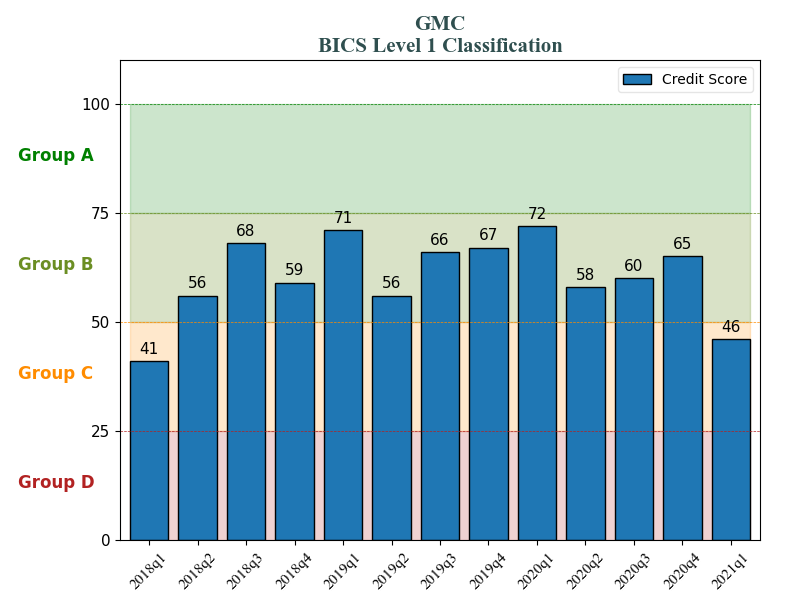 GMC
BICS Level 1 Classification
Credit Score
100
75
50
25
0
Group A
Group B
Group C
Group D
41
56
68
59
71
56
66
67
72
58
60
65
46
2018q1
2018q2
2018q3
2018q4
2019q1
2019q2
2019q3
2019q4
2020q1
2020q2
2020q3
2020q4
2021q1